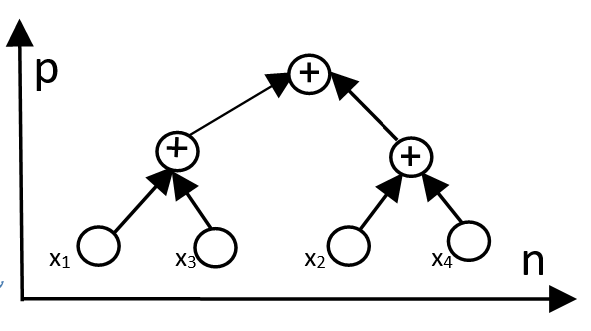 p
+
+
+
x₁ x₃ x₂ x₄
n